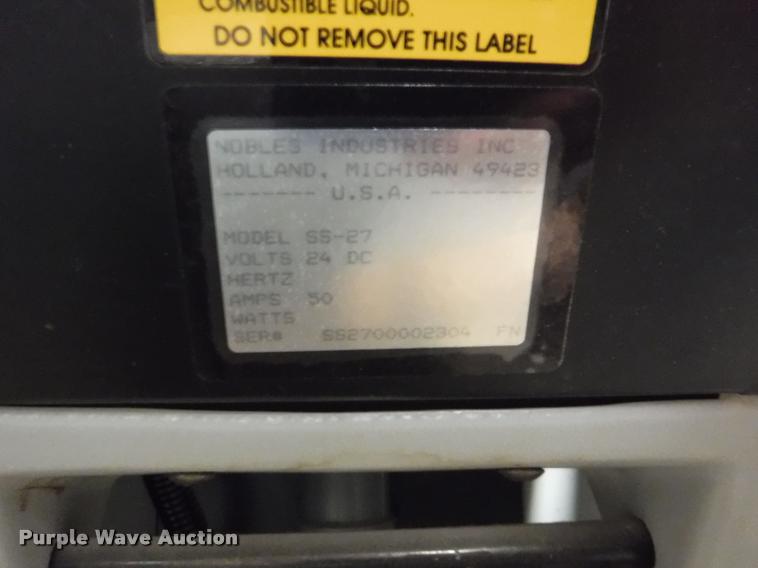 COMBUSTIBLE LIQUID.
DO NOT REMOVE THIS LABEL
NOBLES INDUSTRIES INC
HOLLAND, MICHIGAN 49423
------- U.S.A. --------
MODEL SS-27
VOLTS 24 DC
HERTZ
AMPS 50
WATTS
SER# SS2700002304 FN
Purple Wave Auction